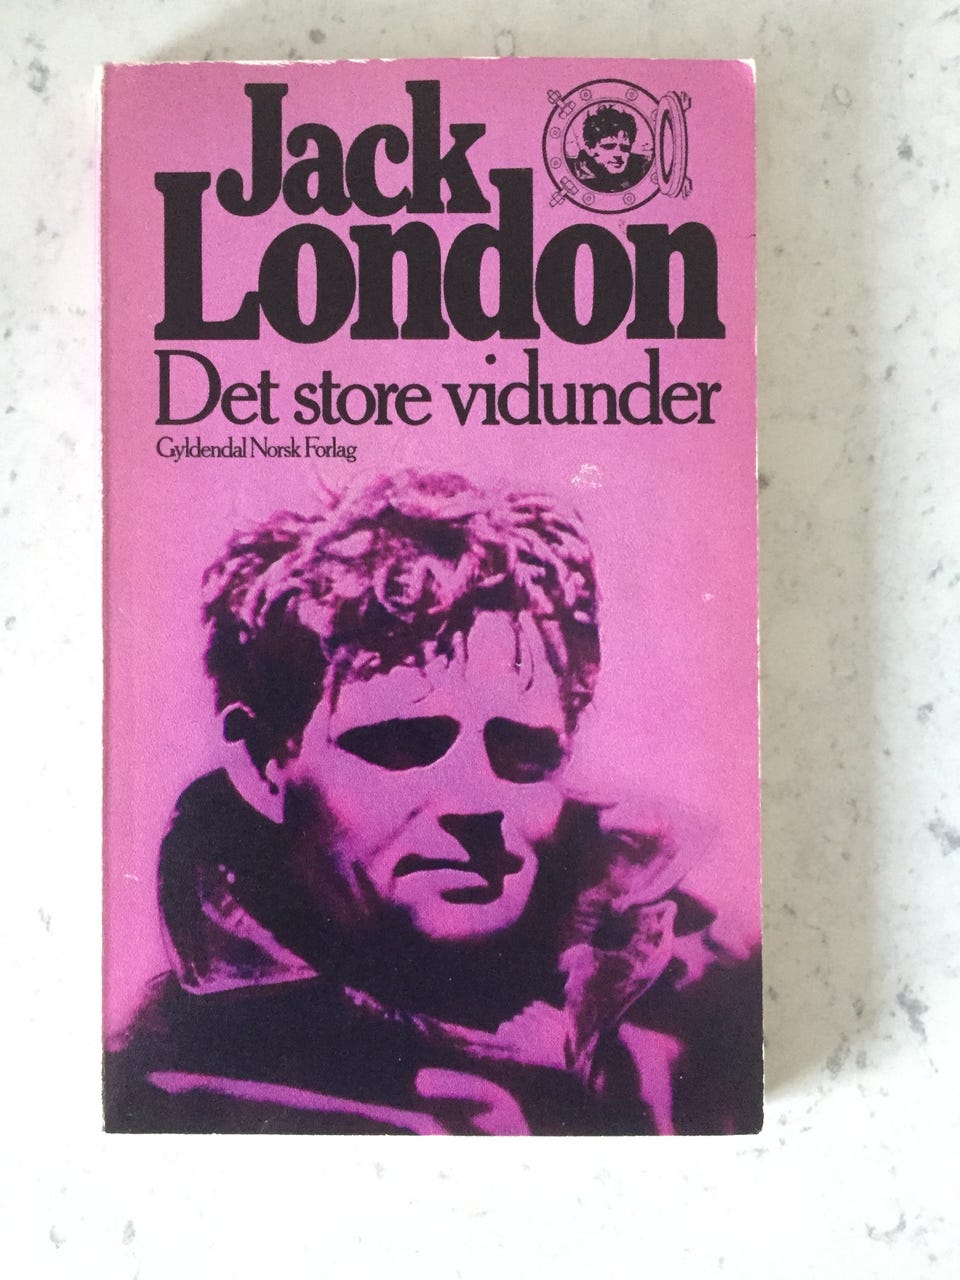 Jack
London
Det store vidunder
Gyldendal Norsk Forlag